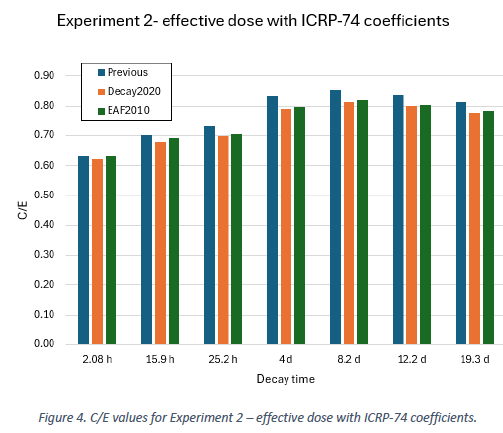 Experiment 2- effective dose with ICRP-74 coefficients
0.90
Previous
Decay2020
EAF2010
0.80
0.70
0.60
0.50
0.40
0.30
0.20
0.10
0.00
C/E
2.08 h 15.9 h 25.2 h 4 d 8.2 d 12.2 d 19.3 d
Decay time
Figure 4. C/E values for Experiment 2 – effective dose with ICRP-74 coefficients.